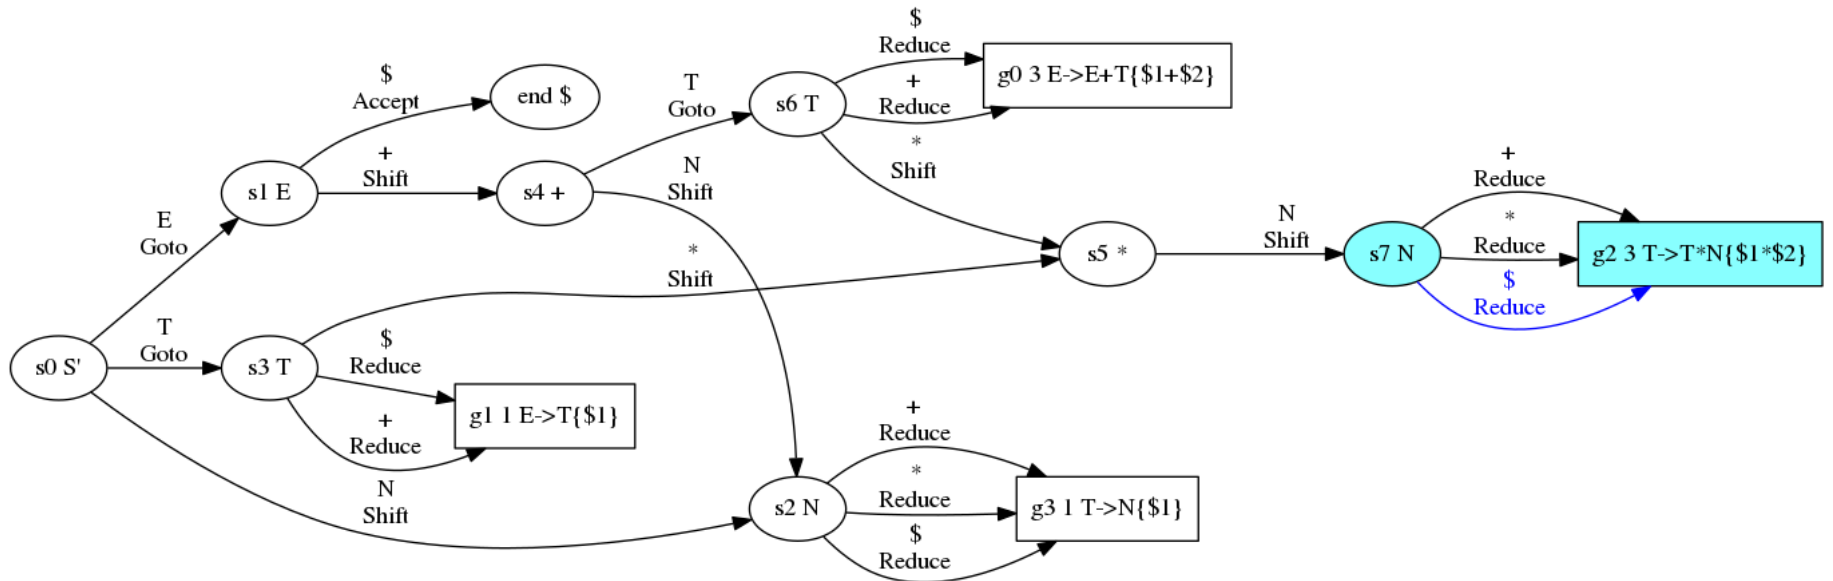 $
Reduce
g0 3 E->E+T{$1+$2}
+
Reduce
s6 T
T
Goto
$
Accept
end $
*
Shift
+
Shift
s1 E
s4 +
N
Shift
+
Reduce
E
Goto
*
Shift
s5 *
N
Shift
s7 N
*
Reduce
g2 3 T->T*N{$1*$2}
$
Reduce
s0 S'
T
Goto
s3 T
$
Reduce
g1 1 E->T{$1}
+
Reduce
N
Shift
s2 N
+
Reduce
*
Reduce
g3 1 T->N{$1}
$
Reduce